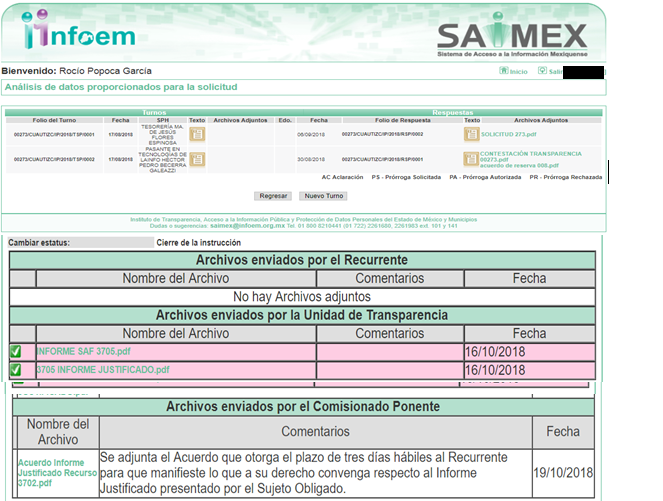 infoem
SAIMEX
Sistema de Acceso a la Información Mexiquense
Bienvenido: Rocío Popoca García
Inicio Salir
Análisis de datos proporcionados para la solicitud
Turnos Respuestas
Folio del Turno Fecha SPH Texto Archivos Adjuntos Edo. Fecha Folio de Respuesta Texto Archivos Adjuntos
00273/CUAUTIZC/IP/2018/TSP/0001 17/08/2018 TESORERÍA MA. DE JESÚS FLORES ESPINOSA 06/09/2018 00273/CUAUTIZC/IP/2018/RSP/0002 SOLICITUD 273.pdf
00273/CUAUTIZC/IP/2018/TSP/0001 17/08/2018 PASANTE EN TECNOLOGÍAS DE LAINFO HÉCTOR PEDRO BECERRA GALEAZZI 30/08/2018 00273/CUAUTIZC/IP/2018/RSP/0001 CONTESTACIÓN TRANSPARENCIA 00273.pdf
acuerdo de reserva 008.pdf
AC Aclaración PS - Prórroga Solicitada PA - Prórroga Autorizada PR - Prórroga Rechazada
Regresar Nuevo Turno
Instituto de Transparencia, Acceso a la Información Pública y Protección de Datos Personales del Estado de México y Municipios
Dudas o sugerencias: saimex@infoem.org.mx Tel. 01 800 8210441 (01 722) 2261980, 2261983 ext. 101 y 141
Cambiar estatus: Cierre de la instrucción
Archivos enviados por el Recurrente
Nombre del Archivo Comentarios Fecha
No hay Archivos adjuntos
Archivos enviados por la Unidad de Transparencia
Nombre del Archivo Comentarios Fecha
INFORME SAF 3705.pdf 16/10/2018
3705 INFORME JUSTIFICADO.pdf 16/10/2018
Archivos enviados por el Comisionado Ponente
Nombre del Archivo Comentarios Fecha
Acuerdo Informe Justificado Recurso 3702.pdf
Se adjunta el Acuerdo que otorga el plazo de tres días hábiles al Recurrente
para que manifieste lo que a su derecho convenga respecto al Informe
Justificado presentado por el Sujeto Obligado.
19/10/2018